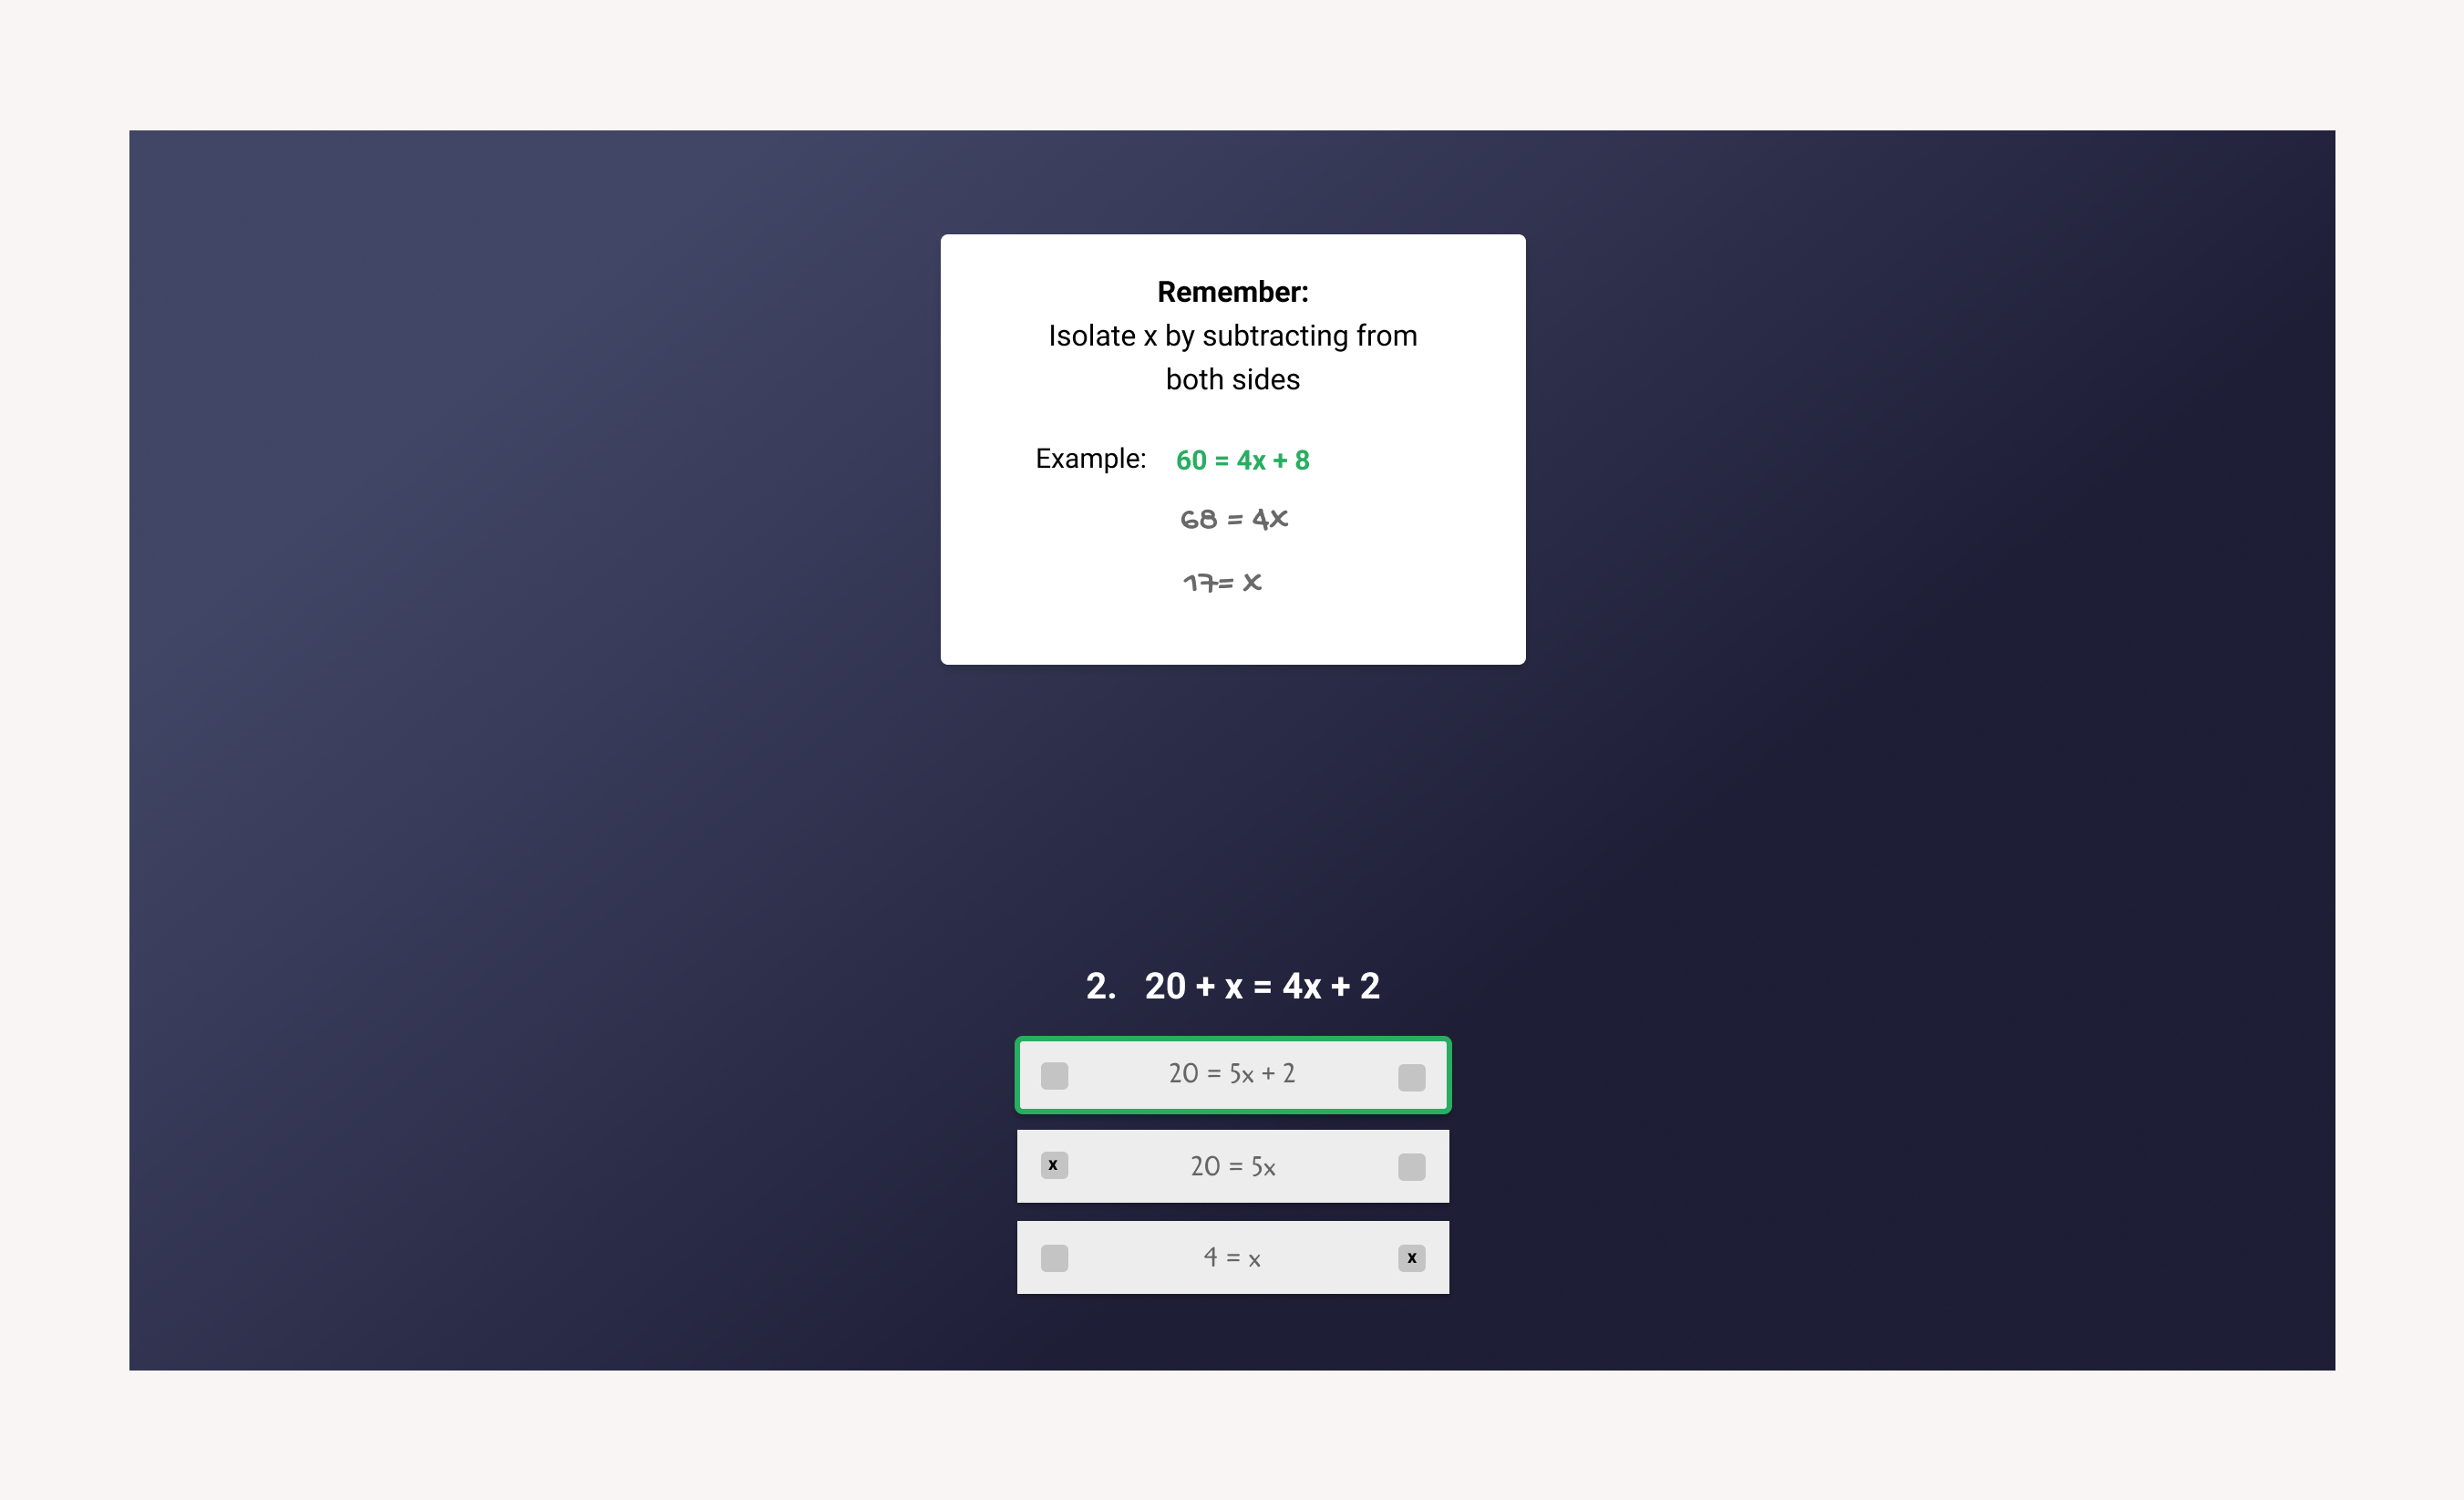 Remember:
Isolate x by subtracting from
both sides
Example: 60 = 4x + 8
68 = 4x
17= x
2. 20 + x = 4x + 2
20 = 5x + 2
x 20 = 5x
4 = x x